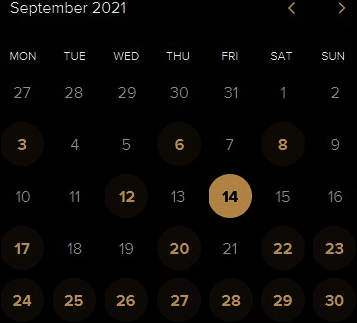 September 2021
MON TUE WED THU FRI SAT SUN
27 28 29 30 31 1 2
3 4 5 6 7 8 9
10 11 12 13 14 15 16
17 18 19 20 21 22 23
24 25 26 27 28 29 30